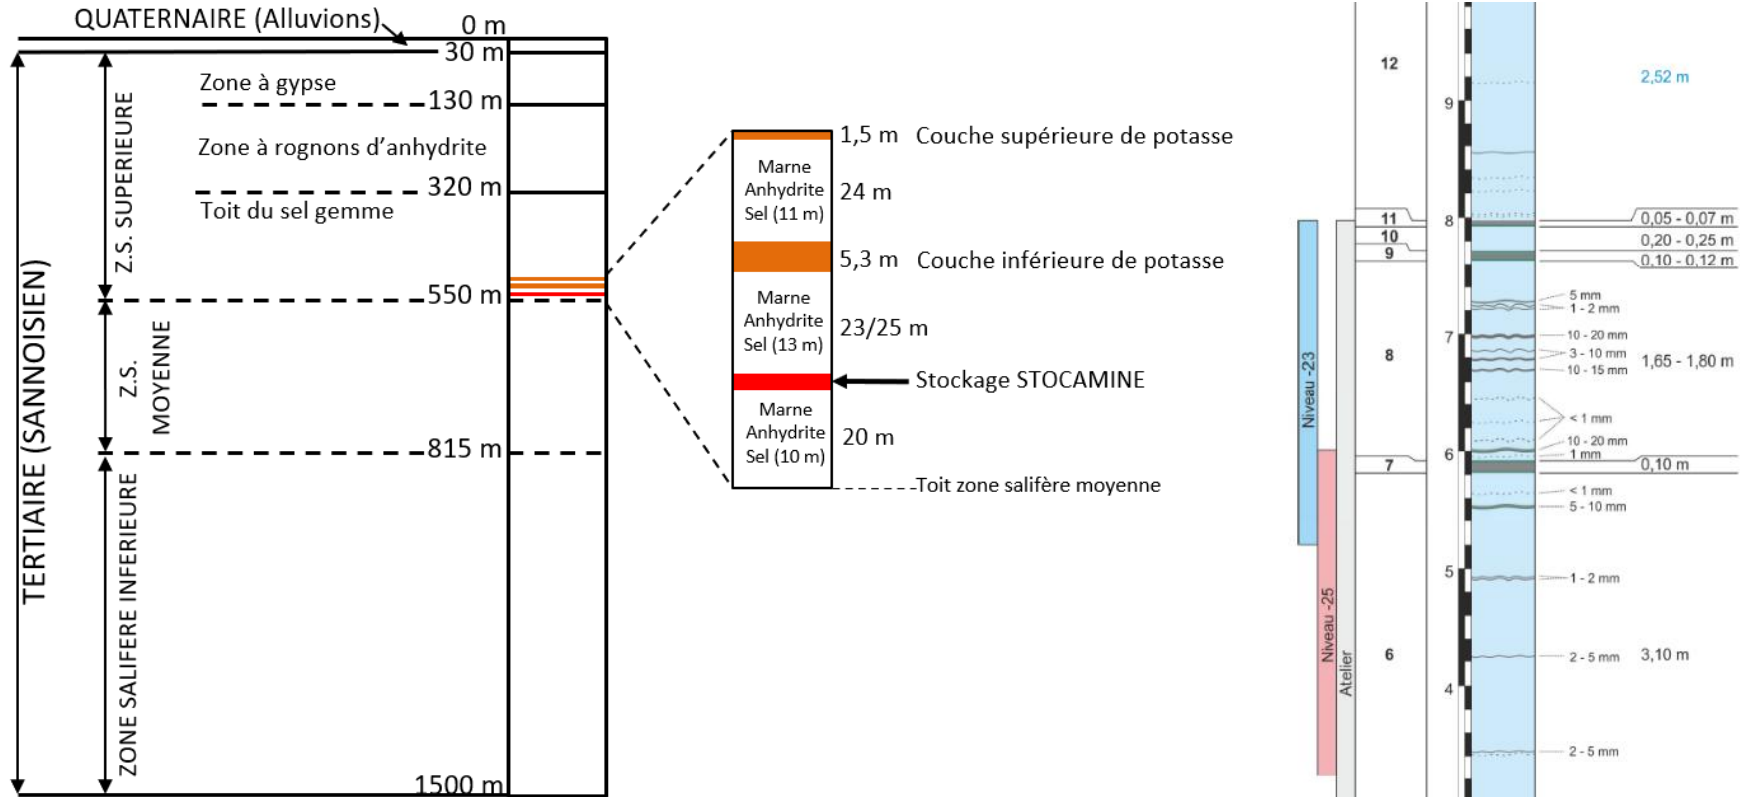 QUATERNAIRE (Alluvions)
0 m
30 m
Zone à gypse
130 m
Zone à rognons d’anhydrite
320 m
Toit du sel gemme
550 m
815 m
1500 m
TERTIAIRE (SANNOISIEN)
Z.S. SUPERIEURE
Z.S.
MOYENNE
ZONE SALIFERE INFERIEURE
1,5 m Couche supérieure de potasse
Marne
Anhydrite
Sel (11 m)
24 m
5,3 m Couche inférieure de potasse
Marne
Anhydrite
Sel (13 m)
23/25 m
Stockage STOCAMINE
Marne
Anhydrite
Sel (10 m)
20 m
Toit zone salifère moyenne
Niveau -23
Niveau -25
Atelier
12
11
10
9
8
7
6
9
8
7
6
5
4
5 mm
1 - 2 mm
10 - 20 mm
3 - 10 mm
10 - 15 mm
< 1 mm
10 - 20 mm
1 mm
< 1 mm
5 - 10 mm
1 - 2 mm
2 - 5 mm
2 - 5 mm
2,52 m
0,05 - 0,07 m
0,20 - 0,25 m
0,10 - 0,12 m
1,65 - 1,80 m
0,10 m
3,10 m